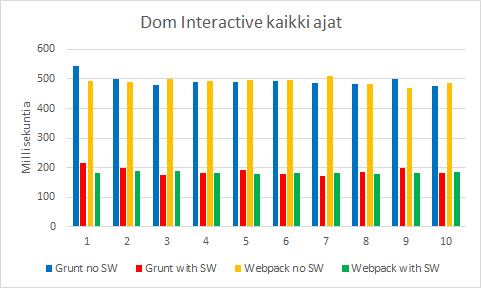 Dom Interactive kaikki ajat
Millisekuntia
600
500
400
300
200
100
0
1 2 3 4 5 6 7 8 9 10
Grunt no SW Grunt with SW Webpack no SW Webpack with SW